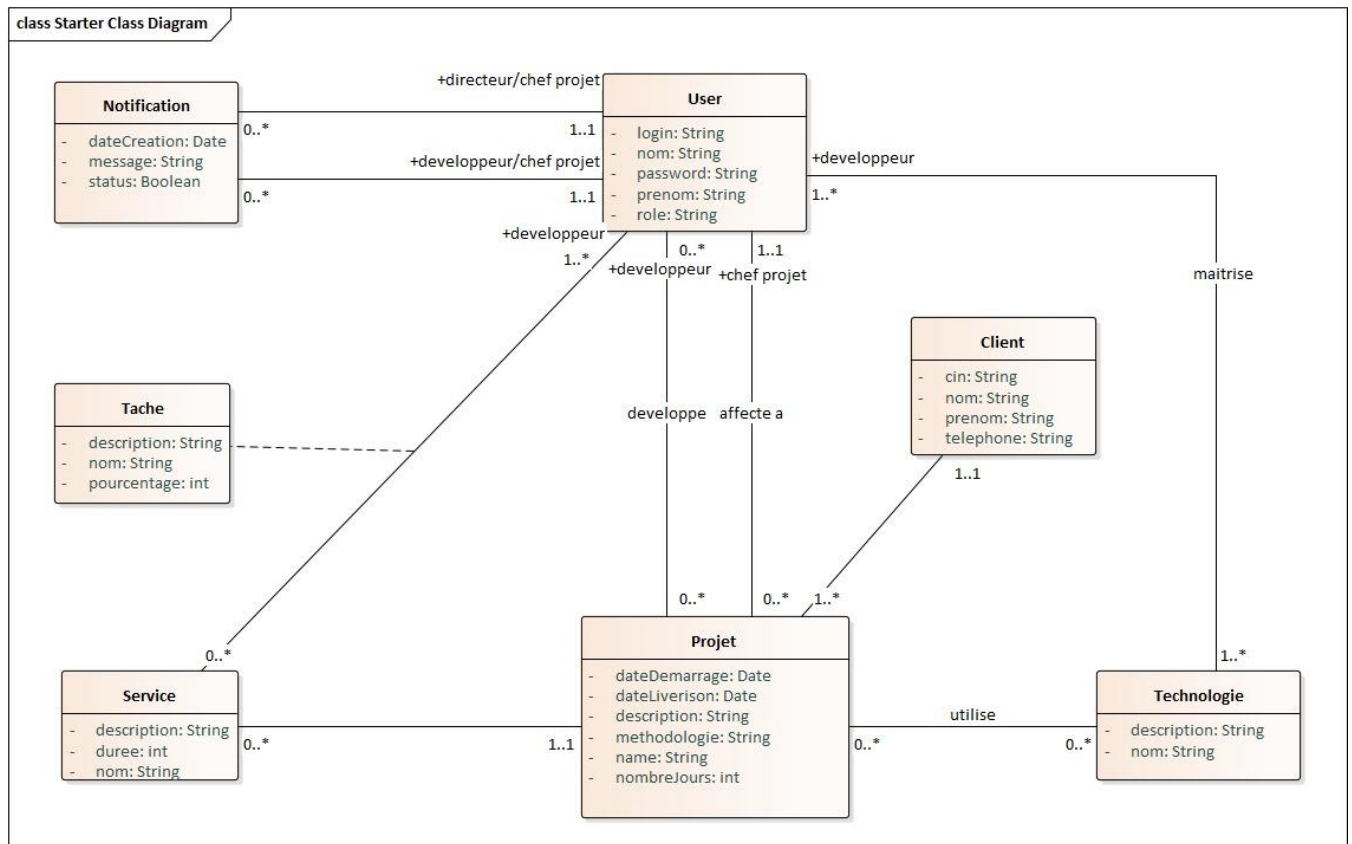 class Starter Class Diagram
+directeur/chef projet
Notification
- dateCreation: Date
- message: String
- status: Boolean
0..*
1..1
+developpeur/chef projet
0..*
1..1
User
- login: String
- nom: String
- password: String
- prenom: String
- role: String
+developpeur
1..*
+developpeur
1..*
0..*
+developpeur
1..1
+chef projet
maitrise
Client
- cin: String
- nom: String
- prenom: String
- telephone: String
1..1
Tache
- description: String
- nom: String
- pourcentage: int
developpe
affecte a
0..*
0..*
1..*
0..*
1..*
Service
- description: String
- duree: int
- nom: String
0..*
1..1
Projet
- dateDemarrage: Date
- dateLiverison: Date
- description: String
- methodologie: String
- name: String
- nombreJours: int
utilise
0..*
0..*
Technologie
- description: String
- nom: String